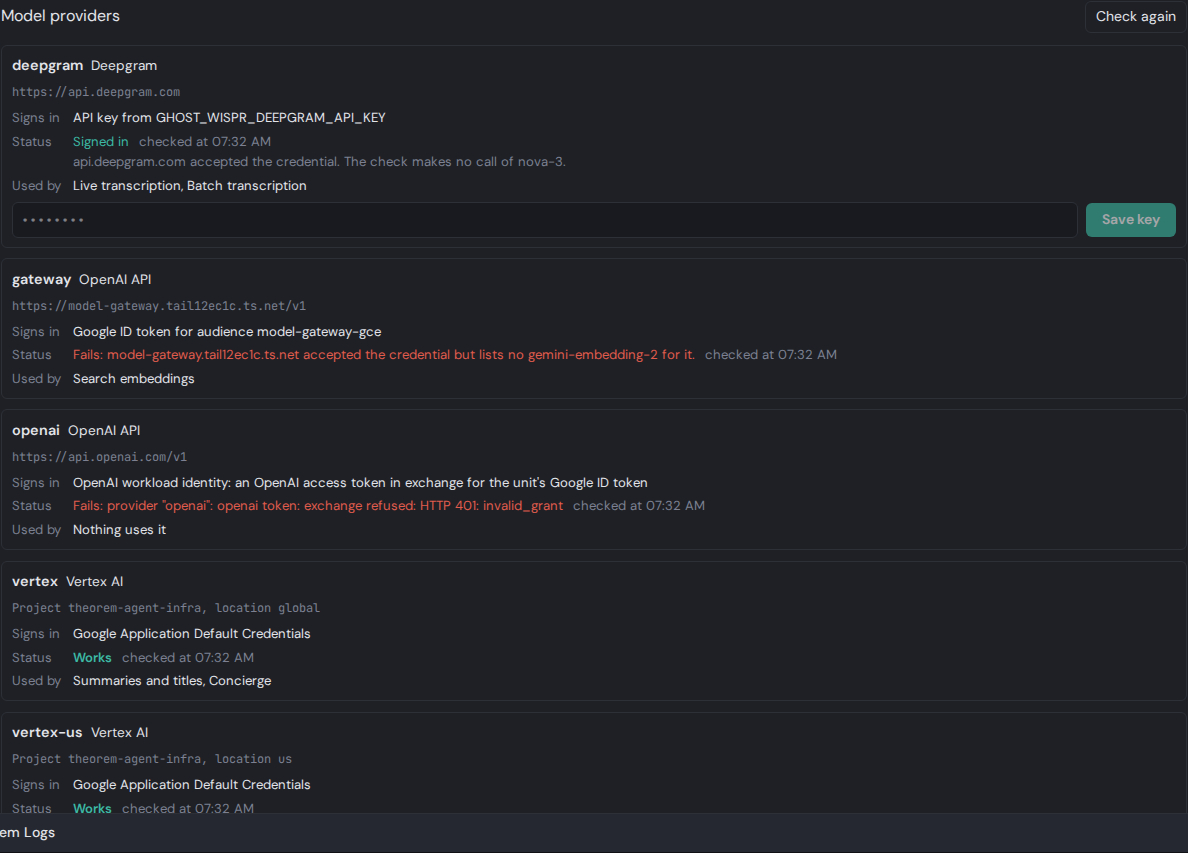 Model providers
Check again
deepgram Deepgram
https://api.deepgram.com
Signs in API key from GHOST_WISPR_DEEPGRAM_API_KEY
Status Signed in checked at 07:32 AM
api.deepgram.com accepted the credential. The check makes no call of nova-3.
Used by Live transcription, Batch transcription
••••••••
Save key
gateway OpenAI API
https://model-gateway.tail12ec1c.ts.net/v1
Signs in Google ID token for audience model-gateway-gce
Status Fails: model-gateway.tail12ec1c.ts.net accepted the credential but lists no gemini-embedding-2 for it. checked at 07:32 AM
Used by Search embeddings
openai OpenAI API
https://api.openai.com/v1
Signs in OpenAI workload identity: an OpenAI access token in exchange for the unit's Google ID token
Status Fails: provider "openai": openai token: exchange refused: HTTP 401: invalid_grant checked at 07:32 AM
Used by Nothing uses it
vertex Vertex AI
Project theorem-agent-infra, location global
Signs in Google Application Default Credentials
Status Works checked at 07:32 AM
Used by Summaries and titles, Concierge
vertex-us Vertex AI
Project theorem-agent-infra, location us
Signs in Google Application Default Credentials
Status Works checked at 07:32 AM
em Logs